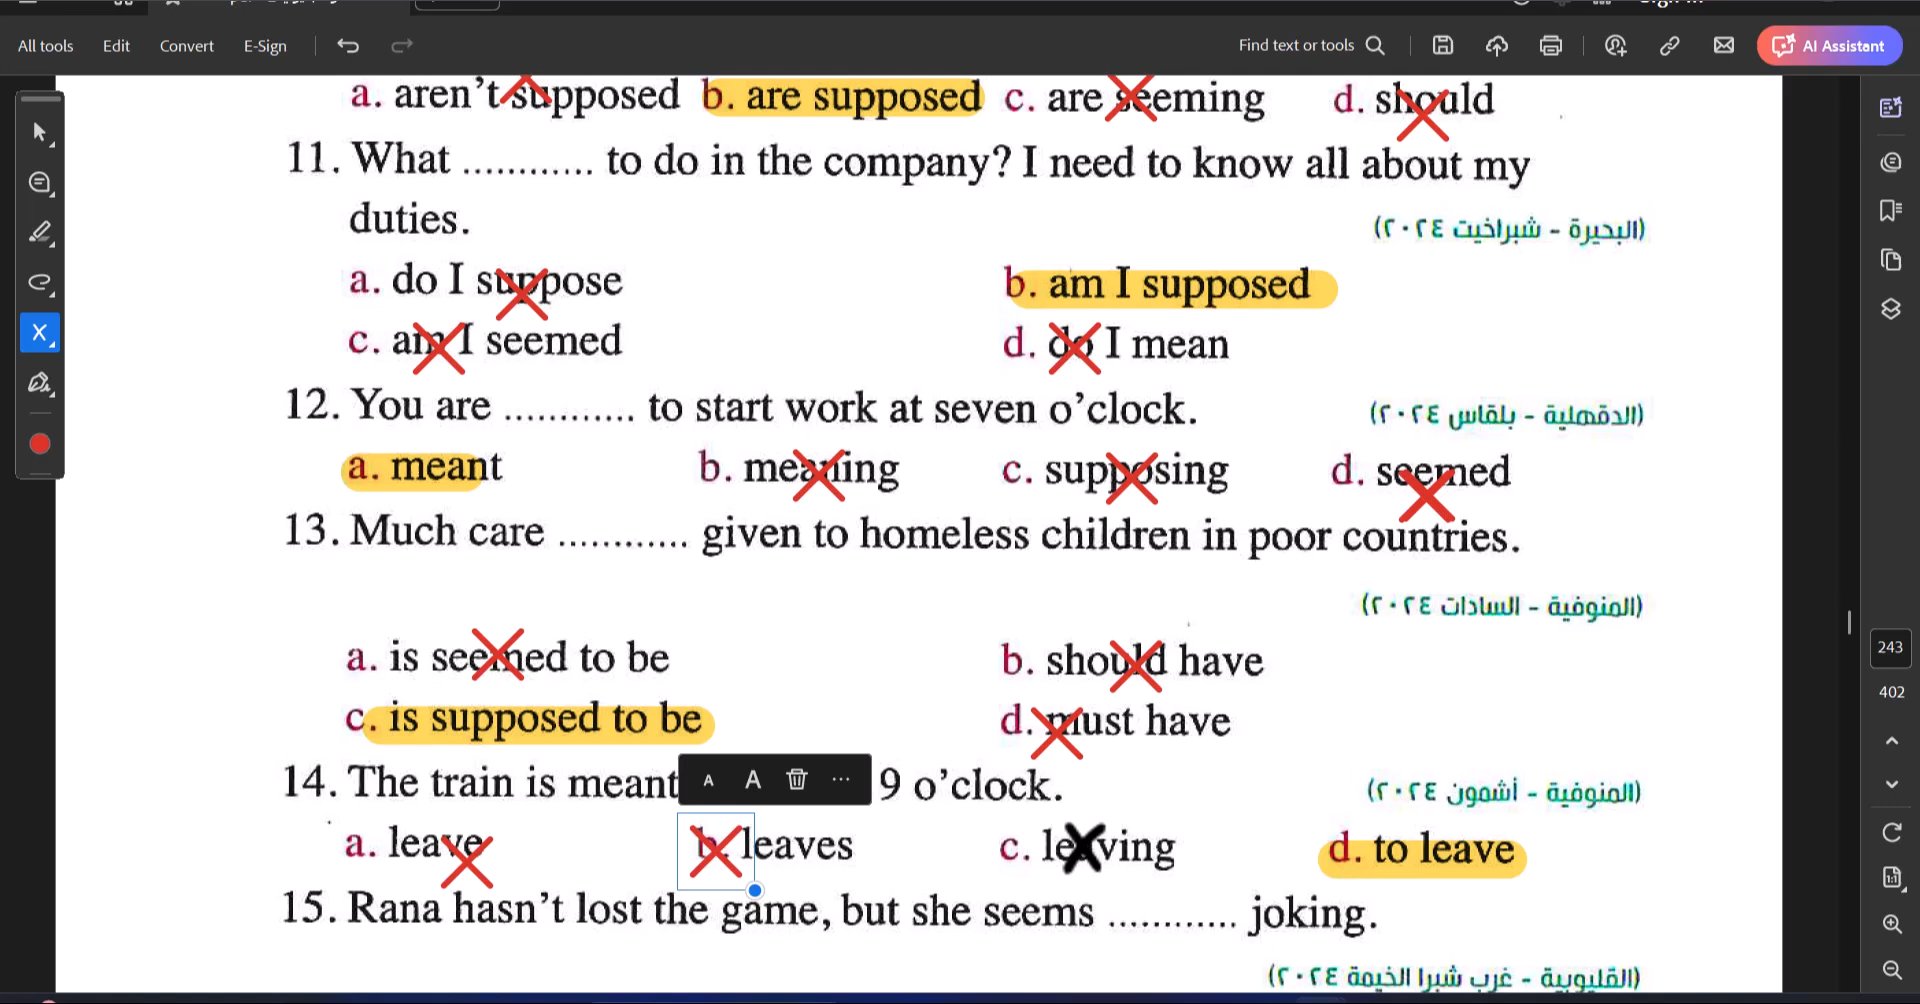 All tools Edit Convert E-Sign Find text or tools AI Assistant
a. aren't supposed b. are supposed c. are seeming d. should
11. What ............ to do in the company? I need to know all about my
duties. (البحيرة - شبراخيت ٢٠٢٤)
a. do I suppose b. am I supposed
c. am I seemed d. do I mean
12. You are ............ to start work at seven o'clock. (الدقهلية - بلقاس ٢٠٢٤)
a. meant b. meaning c. supposing d. seemed
13. Much care ............ given to homeless children in poor countries.
(المنوفية - السادات ٢٠٢٤)
a. is seemed to be b. should have
c. is supposed to be d. must have
14. The train is meant 9 o'clock. (المنوفية - أشمون ٢٠٢٤)
a. leave b. leaves c. leaving d. to leave
15. Rana hasn't lost the game, but she seems ............ joking.
(القليوبية - غرب شبرا الخيمة ٢٠٢٤)
243
402